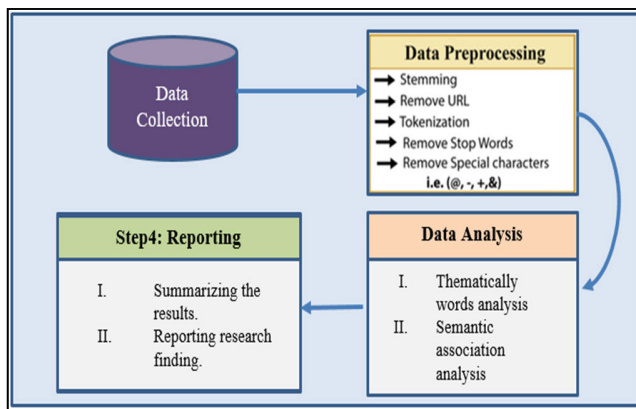 Data
Collection
Data Preprocessing
Stemming
Remove URL
Tokenization
Remove Stop Words
Remove Special characters
i.e. (@, -, +,&)
Data Analysis
I. Thematically
words analysis
II. Semantic
association
analysis
Step4: Reporting
I. Summarizing the
results.
II. Reporting research
finding.